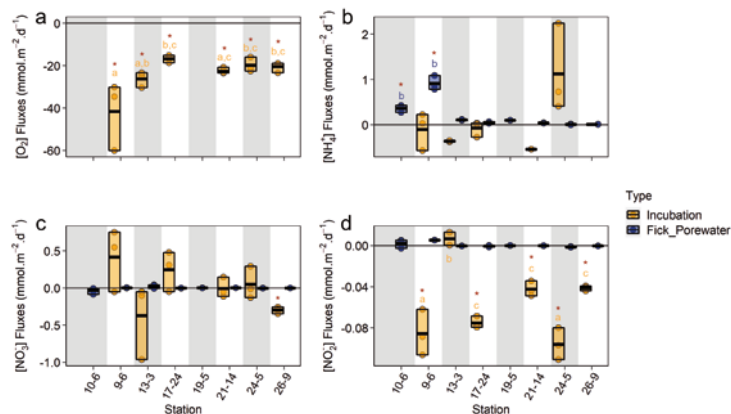 a
[O₂] Fluxes (mmol.m⁻².d⁻¹)
0
-20
-40
-60
*
a
*
a,b
*
b,c
*
a,c
*
b,c
*
b,c
b
[NH₄⁺] Fluxes (mmol.m⁻².d⁻¹)
2
1
0
*
b
*
b
c
[NO₃⁻] Fluxes (mmol.m⁻².d⁻¹)
0.5
0.0
-0.5
-1.0
*
10-6
9-6
13-3
17-24
19-5
21-14
24-5
26-9
Station
d
[NO₂⁻] Fluxes (mmol.m⁻².d⁻¹)
0.00
-0.04
-0.08
*
a
b
*
c
*
c
*
a
*
c
10-6
9-6
13-3
17-24
19-5
21-14
24-5
26-9
Station
Type
Incubation
Fick_Porewater